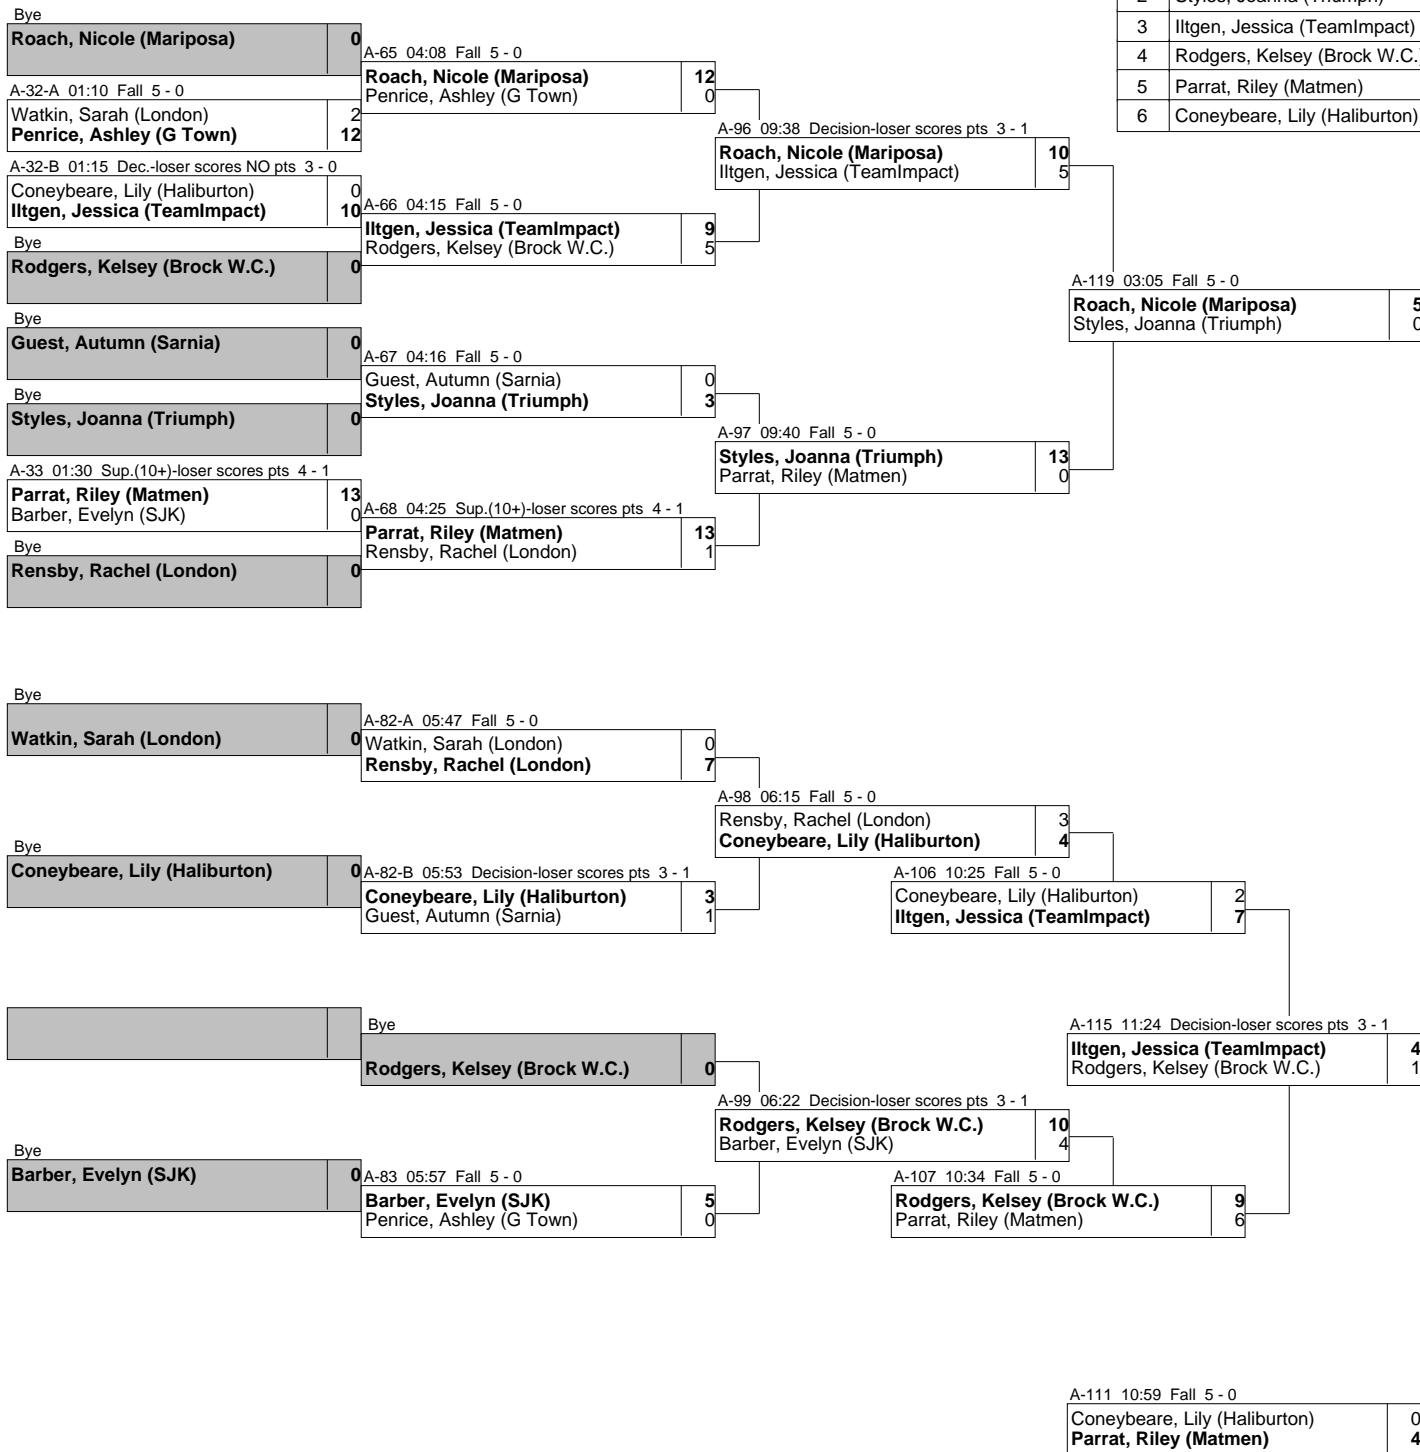 Bye
Roach, Nicole (Mariposa) 0
A-32-A 01:10 Fall 5 - 0
Watkin, Sarah (London) 2
Penrice, Ashley (G Town) 12
A-32-B 01:15 Dec.-loser scores NO pts 3 - 0
Coneybeare, Lily (Haliburton) 0
Iltgen, Jessica (TeamImpact) 10
Bye
Rodgers, Kelsey (Brock W.C.) 0
Bye
Guest, Autumn (Sarnia) 0
Bye
Styles, Joanna (Triumph) 0
A-33 01:30 Sup.(10+)-loser scores pts 4 - 1
Parrat, Riley (Matmen) 13
Barber, Evelyn (SJK) 0
Bye
Rensby, Rachel (London) 0
A-65 04:08 Fall 5 - 0
Roach, Nicole (Mariposa) 12
Penrice, Ashley (G Town) 0
A-66 04:15 Fall 5 - 0
Iltgen, Jessica (TeamImpact) 9
Rodgers, Kelsey (Brock W.C.) 5
A-67 04:16 Fall 5 - 0
Guest, Autumn (Sarnia) 0
Styles, Joanna (Triumph) 3
A-68 04:25 Sup.(10+)-loser scores pts 4 - 1
Parrat, Riley (Matmen) 13
Rensby, Rachel (London) 1
A-96 09:38 Decision-loser scores pts 3 - 1
Roach, Nicole (Mariposa) 10
Iltgen, Jessica (TeamImpact) 5
A-97 09:40 Fall 5 - 0
Styles, Joanna (Triumph) 13
Parrat, Riley (Matmen) 0
A-119 03:05 Fall 5 - 0
Roach, Nicole (Mariposa) 5
Styles, Joanna (Triumph) 0
2 Styles, Joanna (Triumph)
3 Iltgen, Jessica (TeamImpact)
4 Rodgers, Kelsey (Brock W.C.
5 Parrat, Riley (Matmen)
6 Coneybeare, Lily (Haliburton)
Bye
Watkin, Sarah (London) 0
Bye
Coneybeare, Lily (Haliburton) 0
Bye
Barber, Evelyn (SJK) 0
A-82-A 05:47 Fall 5 - 0
Watkin, Sarah (London) 0
Rensby, Rachel (London) 7
A-82-B 05:53 Decision-loser scores pts 3 - 1
Coneybeare, Lily (Haliburton) 3
Guest, Autumn (Sarnia) 1
Bye
Rodgers, Kelsey (Brock W.C.) 0
A-83 05:57 Fall 5 - 0
Barber, Evelyn (SJK) 5
Penrice, Ashley (G Town) 0
A-98 06:15 Fall 5 - 0
Rensby, Rachel (London) 3
Coneybeare, Lily (Haliburton) 4
A-99 06:22 Decision-loser scores pts 3 - 1
Rodgers, Kelsey (Brock W.C.) 10
Barber, Evelyn (SJK) 4
A-106 10:25 Fall 5 - 0
Coneybeare, Lily (Haliburton) 2
Iltgen, Jessica (TeamImpact) 7
A-107 10:34 Fall 5 - 0
Rodgers, Kelsey (Brock W.C.) 9
Parrat, Riley (Matmen) 6
A-115 11:24 Decision-loser scores pts 3 - 1
Iltgen, Jessica (TeamImpact) 4
Rodgers, Kelsey (Brock W.C.) 1
A-111 10:59 Fall 5 - 0
Coneybeare, Lily (Haliburton) 0
Parrat, Riley (Matmen) 4